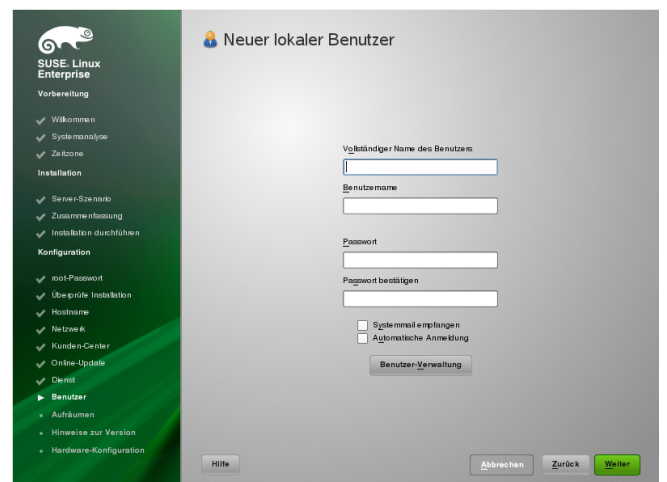 SUSE. Linux
Enterprise
Vorbereitung
Willkommen
Systemanalyse
Zeitzone
Installation
Server-Szenario
Zusammenfassung
Installation durchführen
Konfiguration
root-Passwort
Überprüfe Installation
Hostname
Netzwerk
Kunden-Center
Online-Update
Dienst
Benutzer
Aufräumen
Hinweise zur Version
Hardware-Konfiguration
Neuer lokaler Benutzer
Vollständiger Name des Benutzers
Benutzername
Passwort
Passwort bestätigen
Systemmail empfangen
Automatische Anmeldung
Benutzer-Verwaltung
Hilfe
Abbrechen
Zurück
Weiter